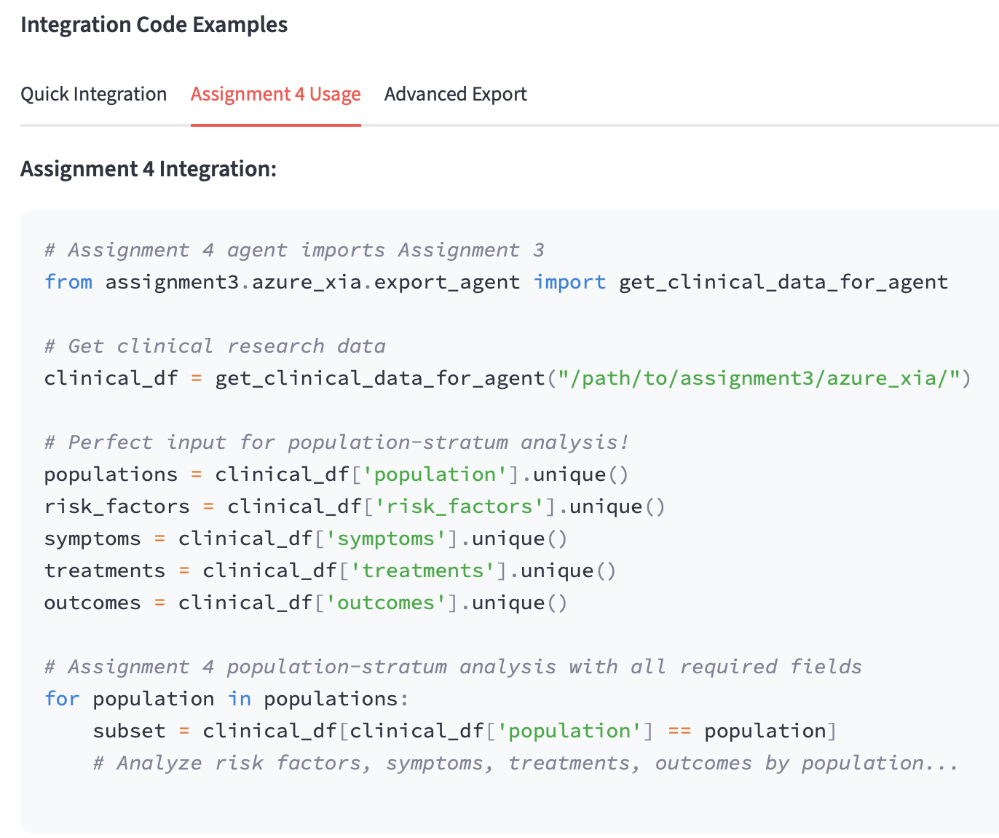 Integration Code Examples
Quick Integration Assignment 4 Usage Advanced Export
Assignment 4 Integration:
# Assignment 4 agent imports Assignment 3
from assignment3.azure_xia.export_agent import get_clinical_data_for_agent
# Get clinical research data
clinical_df = get_clinical_data_for_agent("/path/to/assignment3/azure_xia/")
# Perfect input for population-stratum analysis!
populations = clinical_df['population'].unique()
risk_factors = clinical_df['risk_factors'].unique()
symptoms = clinical_df['symptoms'].unique()
treatments = clinical_df['treatments'].unique()
outcomes = clinical_df['outcomes'].unique()
# Assignment 4 population-stratum analysis with all required fields
for population in populations:
    subset = clinical_df[clinical_df['population'] == population]
    # Analyze risk factors, symptoms, treatments, outcomes by population...